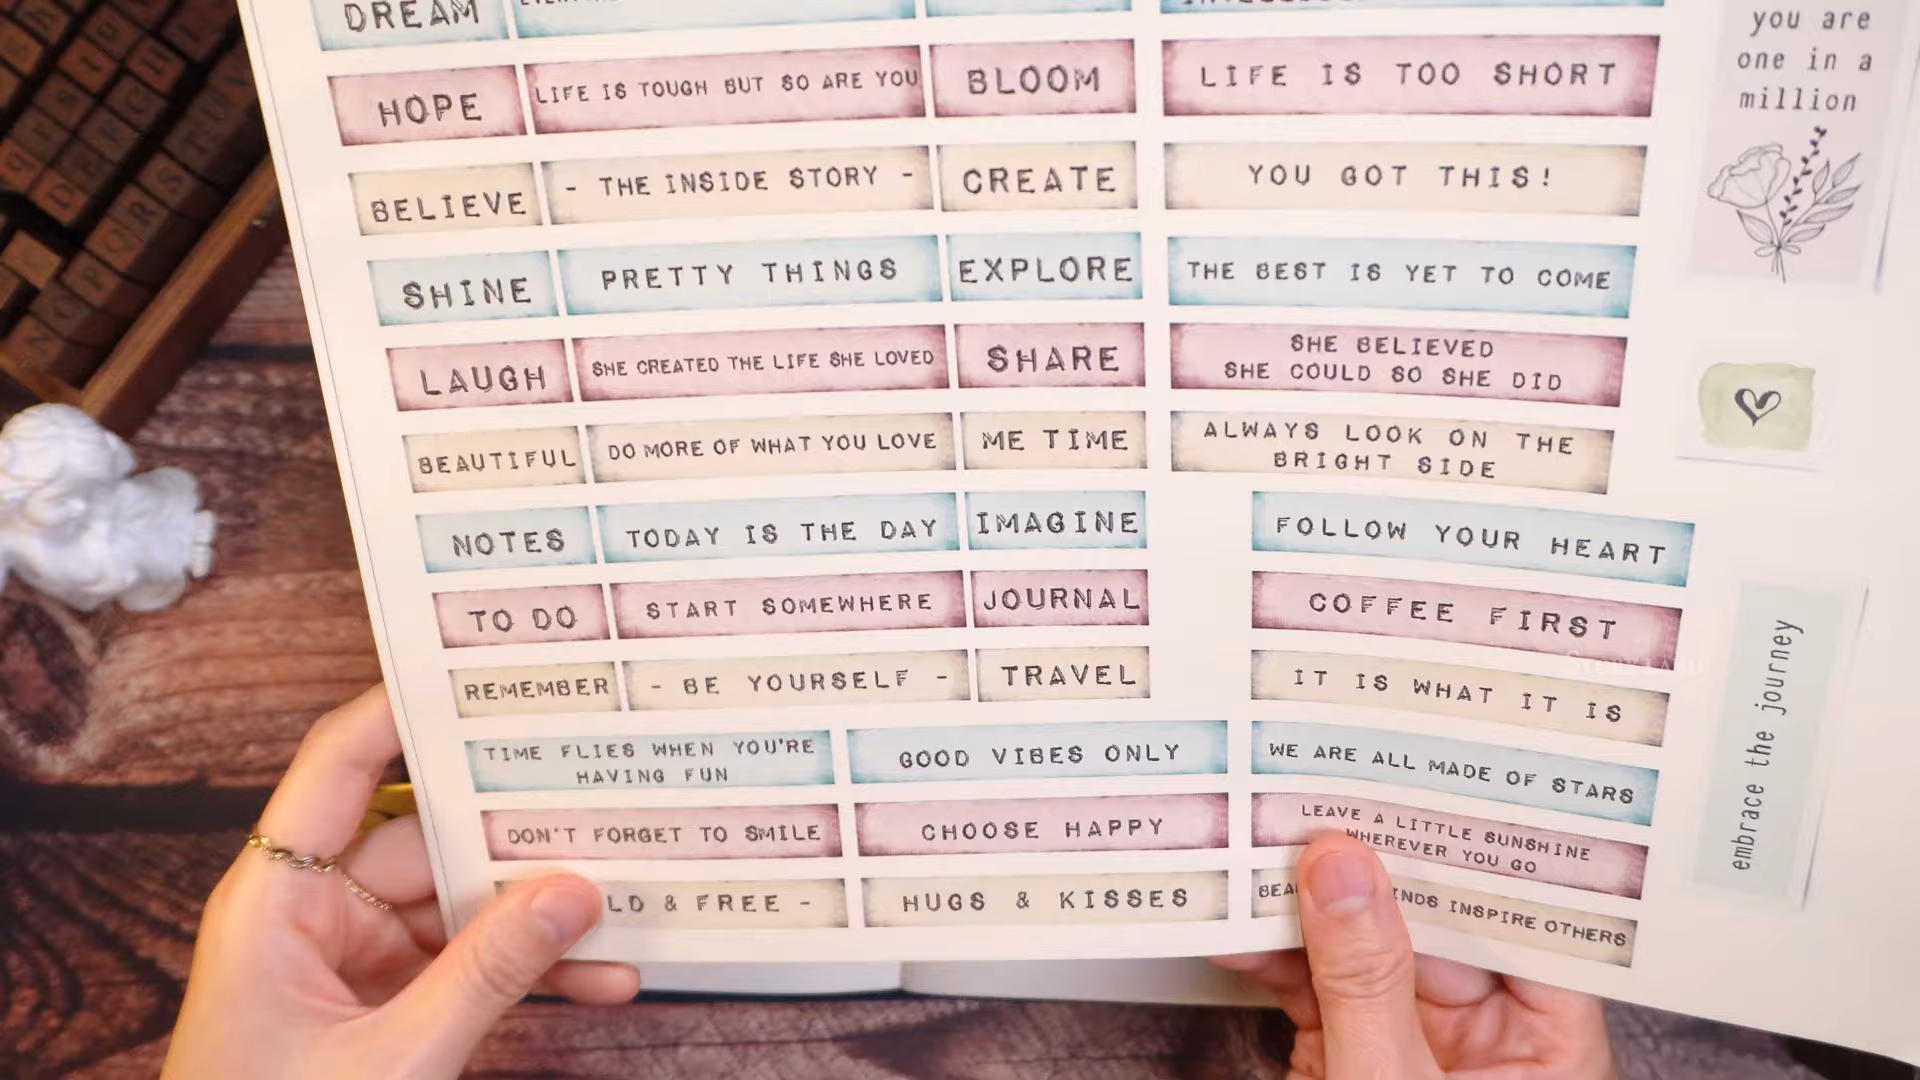 DREAM
HOPE
LIFE IS TOUGH BUT SO ARE YOU
BLOOM
LIFE IS TOO SHORT
BELIEVE
- THE INSIDE STORY -
CREATE
YOU GOT THIS!
SHINE
PRETTY THINGS
EXPLORE
THE BEST IS YET TO COME
LAUGH
SHE CREATED THE LIFE SHE LOVED
SHARE
SHE BELIEVED
SHE COULD SO SHE DID
BEAUTIFUL
DO MORE OF WHAT YOU LOVE
ME TIME
ALWAYS LOOK ON THE
BRIGHT SIDE
NOTES
TODAY IS THE DAY
IMAGINE
FOLLOW YOUR HEART
TO DO
START SOMEWHERE
JOURNAL
COFFEE FIRST
REMEMBER
- BE YOURSELF -
TRAVEL
IT IS WHAT IT IS
TIME FLIES WHEN YOU'RE
HAVING FUN
GOOD VIBES ONLY
WE ARE ALL MADE OF STARS
DON'T FORGET TO SMILE
CHOOSE HAPPY
LEAVE A LITTLE SUNSHINE
WHEREVER YOU GO
& FREE -
HUGS & KISSES
INSPIRE OTHERS
you are
one in a
million
embrace the journey